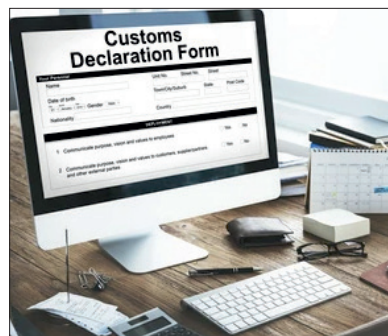 Customs
Declaration Form
Your Personal
Name
Unit No. Street No. Street
Town/City/Suburb State Post Code
Date of birth
Gender
Nationality
Country
1 Communicate purpose, vision and values to employees Yes No
2 Communicate purpose, vision and values to customers, supplier/partners, Yes No
and other external parties